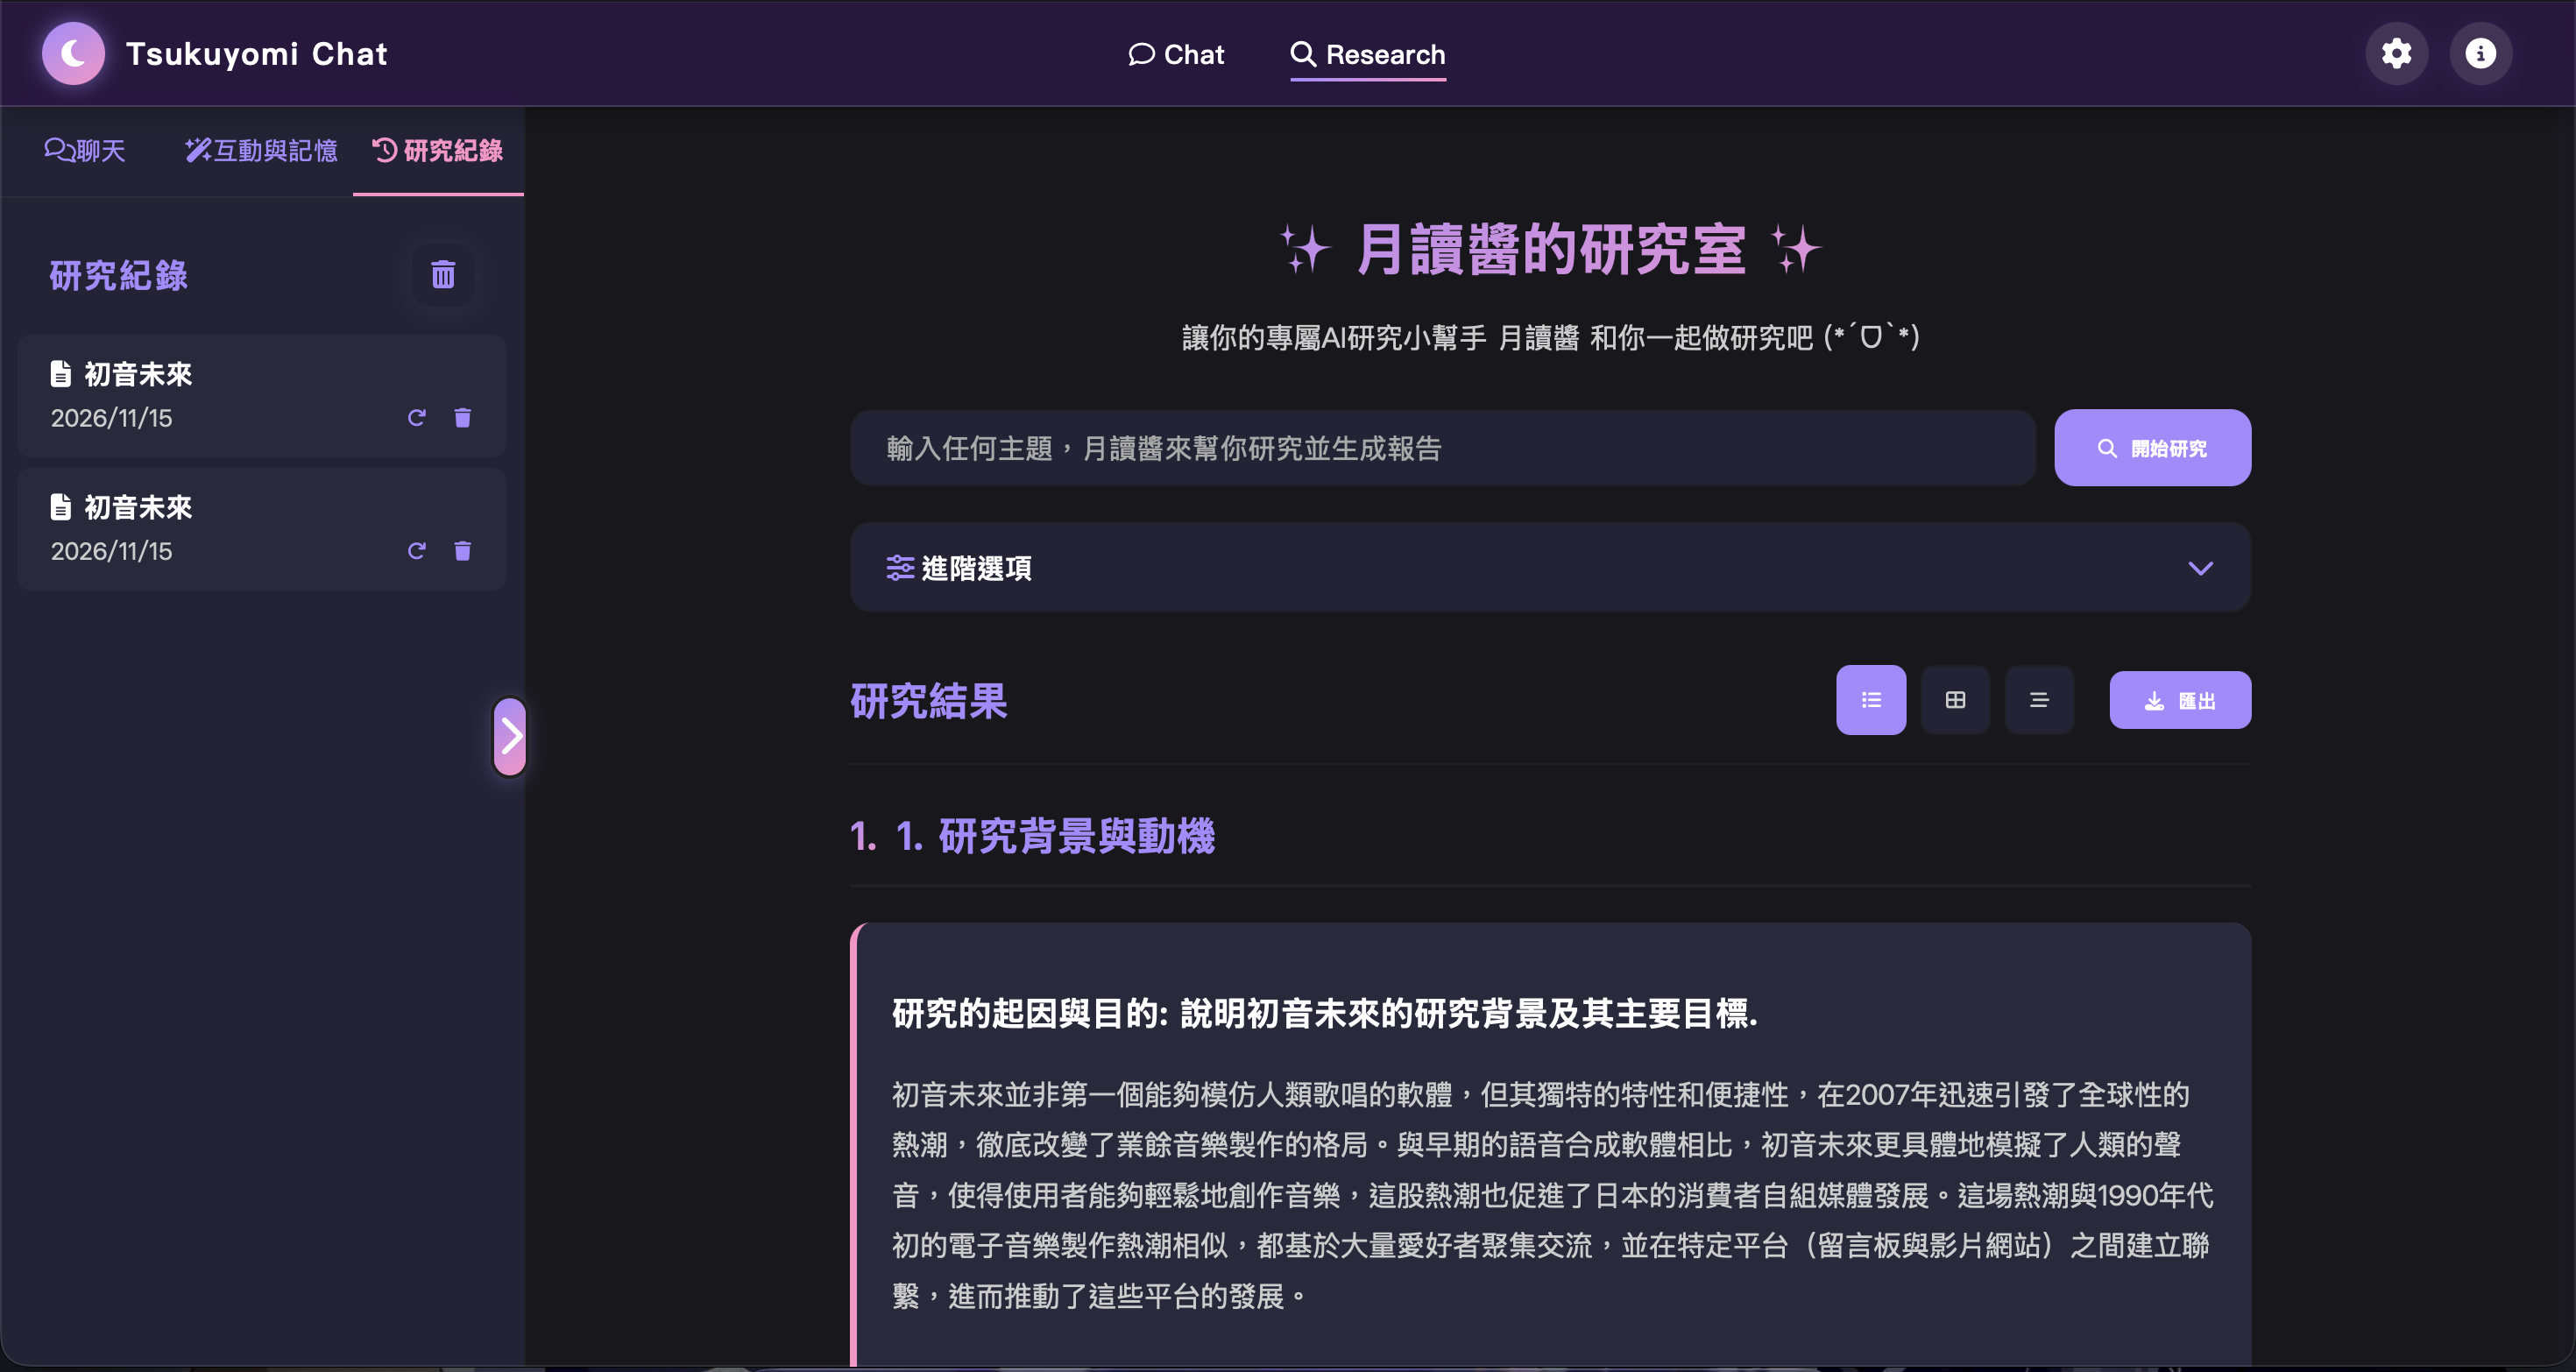 Tsukuyomi Chat
Chat
Research
聊天
互動與記憶
研究紀錄
研究紀錄
初音未來
2026/11/15
初音未來
2026/11/15
月讀醬的研究室
讓你的專屬AI研究小幫手 月讀醬 和你一起做研究吧 (*ˊᗜˋ*)
輸入任何主題，月讀醬來幫你研究並生成報告
開始研究
進階選項
研究結果
匯出
1. 1. 研究背景與動機
研究的起因與目的: 說明初音未來的研究背景及其主要目標.
初音未來並非第一個能夠模仿人類歌唱的軟體，但其獨特的特性和便捷性，在2007年迅速引發了全球性的
熱潮，徹底改變了業餘音樂製作的格局。與早期的語音合成軟體相比，初音未來更具體地模擬了人類的聲
音，使得使用者能夠輕鬆地創作音樂，這股熱潮也促進了日本的消費者自組媒體發展。這場熱潮與1990年代
初的電子音樂製作熱潮相似，都基於大量愛好者聚集交流，並在特定平台（留言板與影片網站）之間建立聯
繫，進而推動了這些平台的發展。